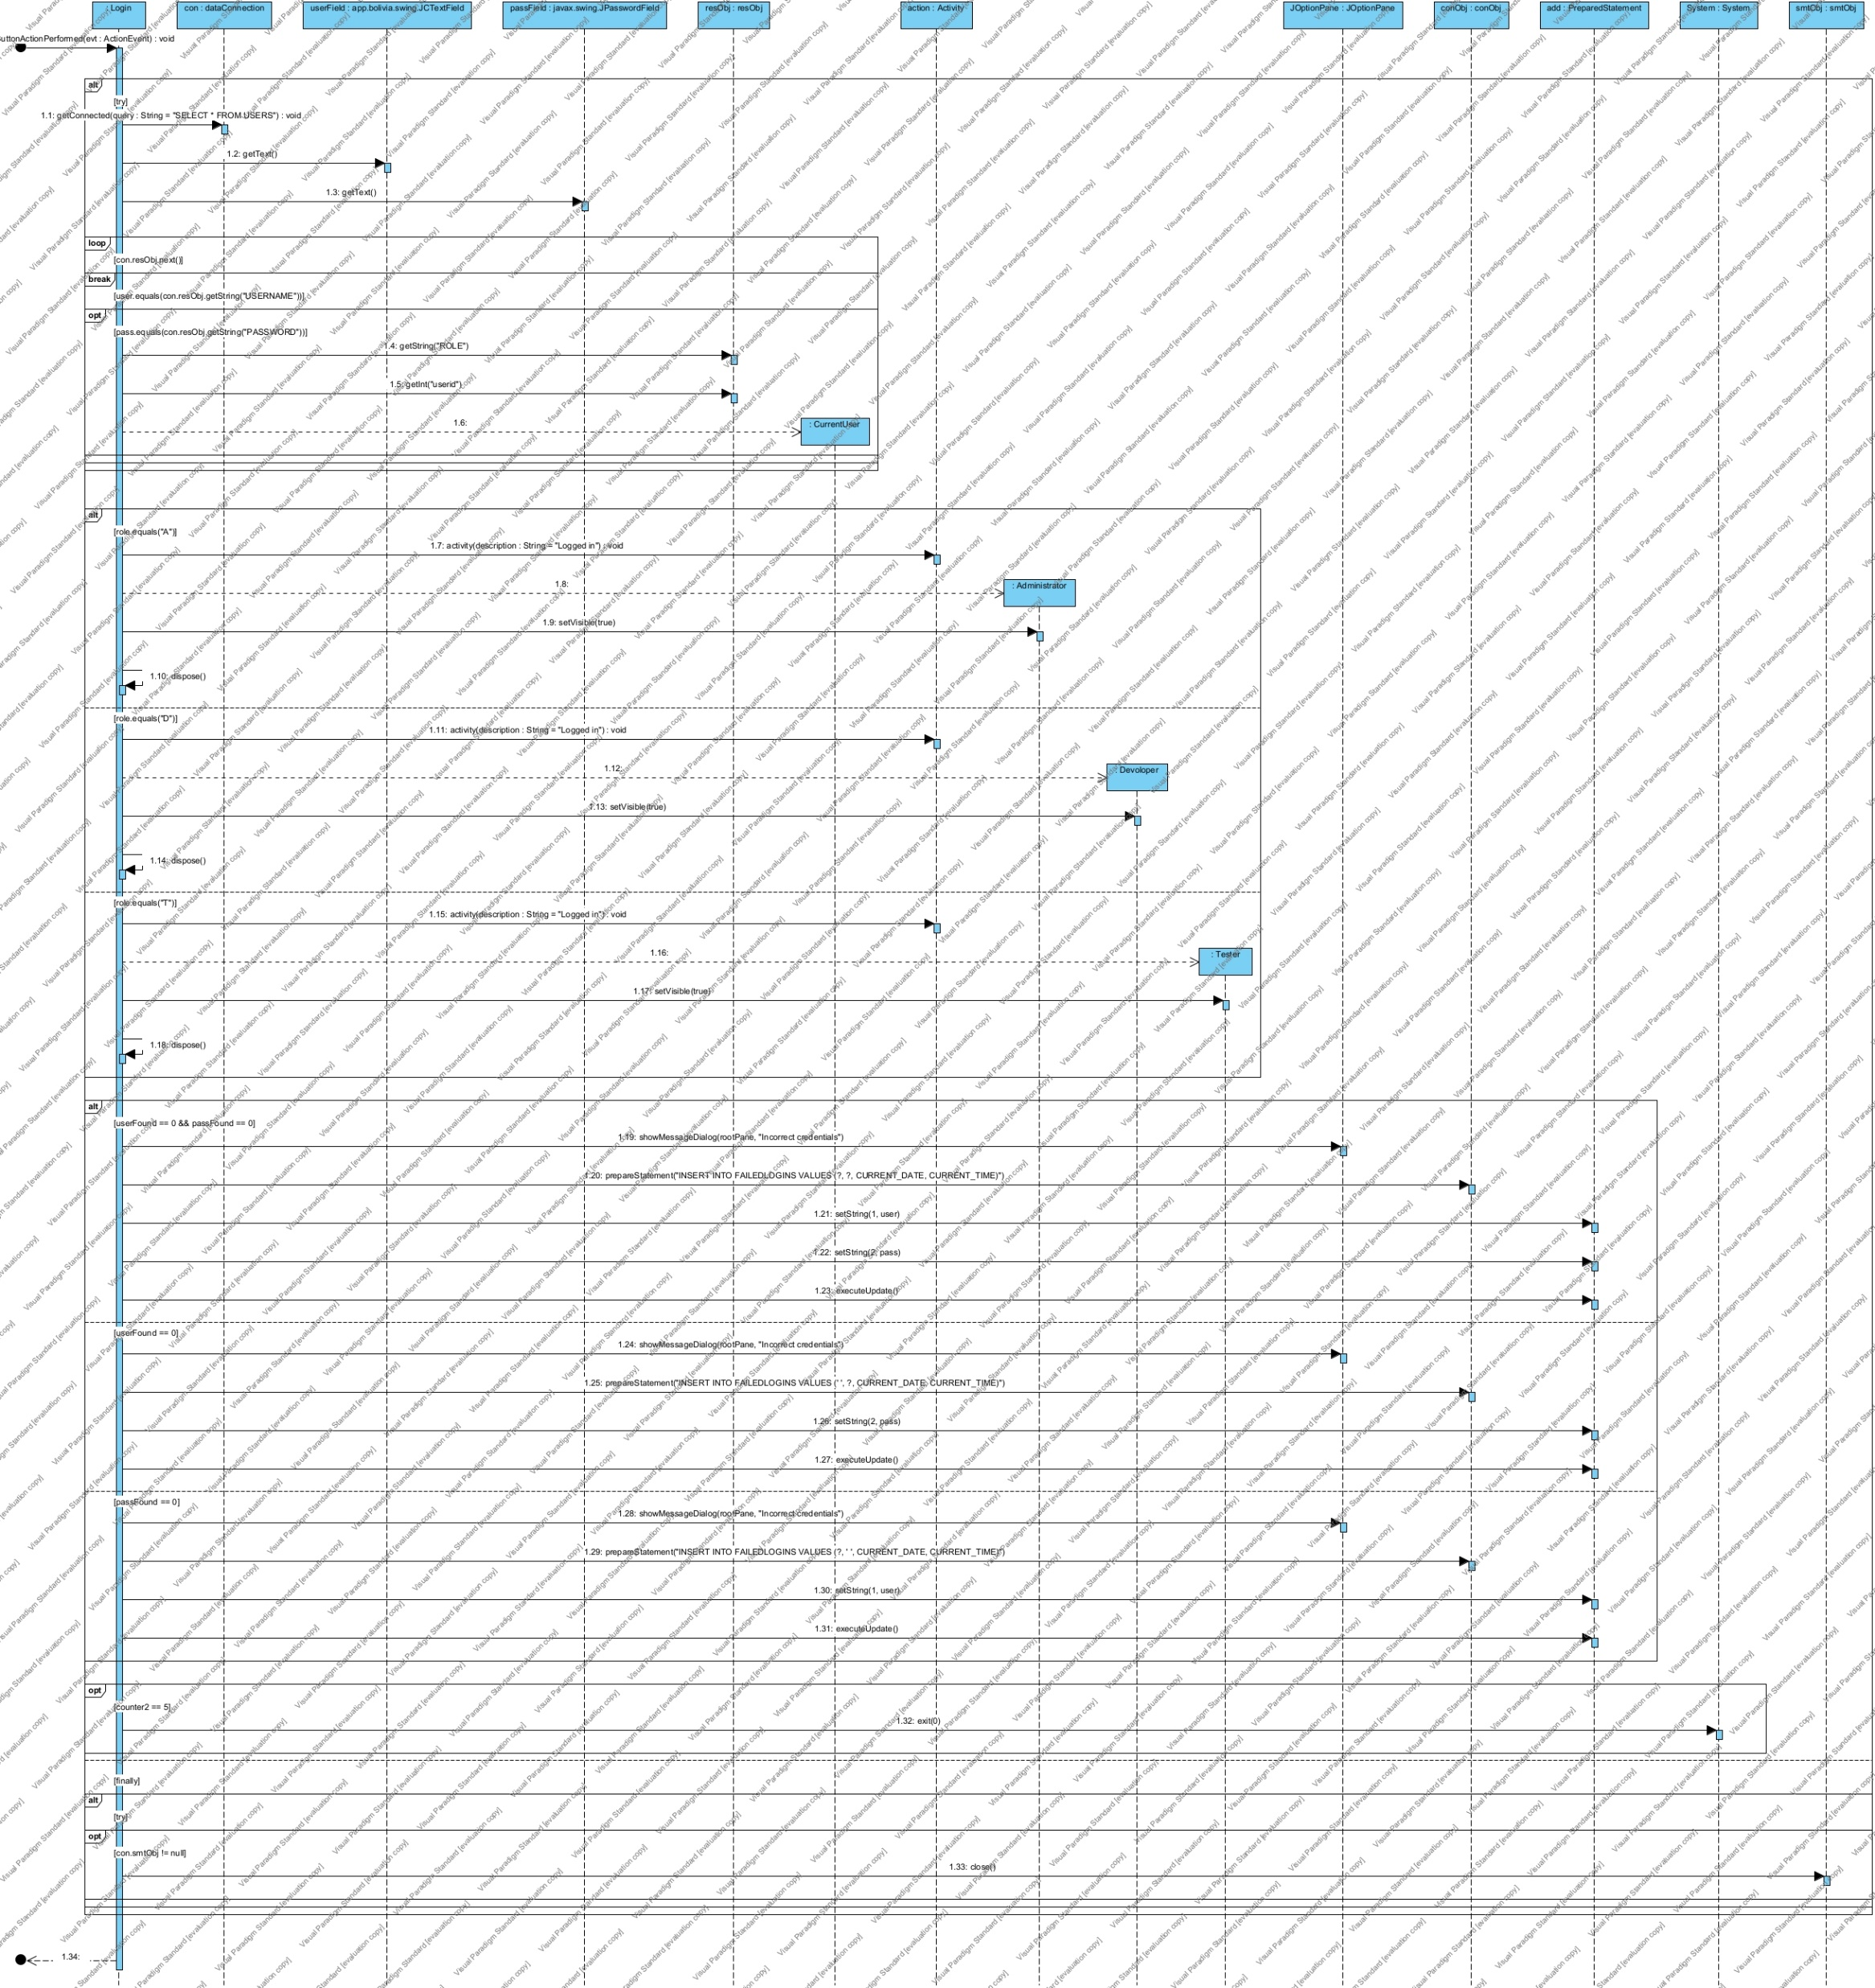 : Login
con : dataConnection
userField : app.bolivia.swing.JCTextField
passField : javax.swing.JPasswordField
resObj : resObj
action : Activity
JOptionPane : JOptionPane
conObj : conObj
add : PreparedStatement
System : System
smtObj : smtObj
uttonActionPerformed(evt : ActionEvent) : void
alt
[try]
1.1: getConnected(query : String = "SELECT * FROM USERS") : void
1.2: getText()
1.3: getText()
loop
[con.resObj.next()]
break
[user.equals(con.resObj.getString("USERNAME"))]
opt
[pass.equals(con.resObj.getString("PASSWORD"))]
1.4: getString("ROLE")
1.5: getInt("userid")
1.6:
: CurrentUser
alt
[role.equals("A")]
1.7: activity(description : String = "Logged in") : void
1.8:
: Administrator
1.9: setVisible(true)
1.10: dispose()
[role.equals("D")]
1.11: activity(description : String = "Logged in") : void
1.12:
: Devoloper
1.13: setVisible(true)
1.14: dispose()
[role.equals("T")]
1.15: activity(description : String = "Logged in") : void
1.16:
: Tester
1.17: setVisible(true)
1.18: dispose()
alt
[userFound == 0 && passFound == 0]
1.19: showMessageDialog(rootPane, "Incorrect credentials")
1.20: prepareStatement("INSERT INTO FAILEDLOGINS VALUES (?, ?, CURRENT_DATE, CURRENT_TIME)")
1.21: setString(1, user)
1.22: setString(2, pass)
1.23: executeUpdate()
[userFound == 0]
1.24: showMessageDialog(rootPane, "Incorrect credentials")
1.25: prepareStatement("INSERT INTO FAILEDLOGINS VALUES (' ', ?, CURRENT_DATE, CURRENT_TIME)")
1.26: setString(2, pass)
1.27: executeUpdate()
[passFound == 0]
1.28: showMessageDialog(rootPane, "Incorrect credentials")
1.29: prepareStatement("INSERT INTO FAILEDLOGINS VALUES (?, ' ', CURRENT_DATE, CURRENT_TIME)")
1.30: setString(1, user)
1.31: executeUpdate()
opt
[counter2 == 5]
1.32: exit(0)
[finally]
alt
[try]
opt
[con.smtObj != null]
1.33: close()
1.34:
Visual Paradigm Standard [evaluation copy]